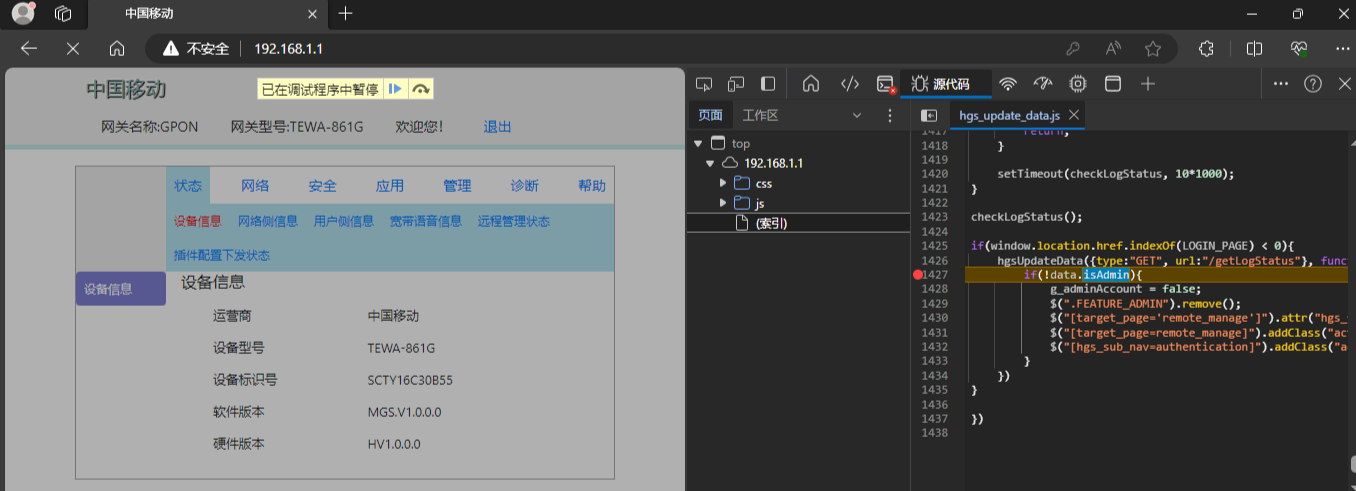 中国移动
不安全
192.168.1.1
中国移动
已在调试程序中暂停
网关名称:GPON 网关型号:TEWA-861G 欢迎您! 退出
状态 网络 安全 应用 管理 诊断 帮助
设备信息 网络侧信息 用户侧信息 宽带语音信息 远程管理状态
插件配置下发状态
设备信息
设备信息
运营商 中国移动
设备型号 TEWA-861G
设备标识号 SCTY16C30B55
软件版本 MGS.V1.0.0.0
硬件版本 HV1.0.0.0
源代码
页面 工作区
top
192.168.1.1
css
js
(索引)
hgs_update_data.js
1417 return;
1418 }
1419
1420 setTimeout(checkLogStatus, 10*1000);
1421 }
1422
1423 checkLogStatus();
1424
1425 if(window.location.href.indexOf(LOGIN_PAGE) < 0){
1426 hgsUpdateData({type:"GET", url:"/getLogStatus"}, func
1427 if(!data.isAdmin){
1428 g_adminAccount = false;
1429 $(".FEATURE_ADMIN").remove();
1430 $("[target_page='remote_manage']").attr("hgs_
1431 $("[target_page=remote_manage]").addClass("ac
1432 $("[hgs_sub_nav=authentication]").addClass("a
1433 }
1434 })
1435 }
1436
1437 })
1438